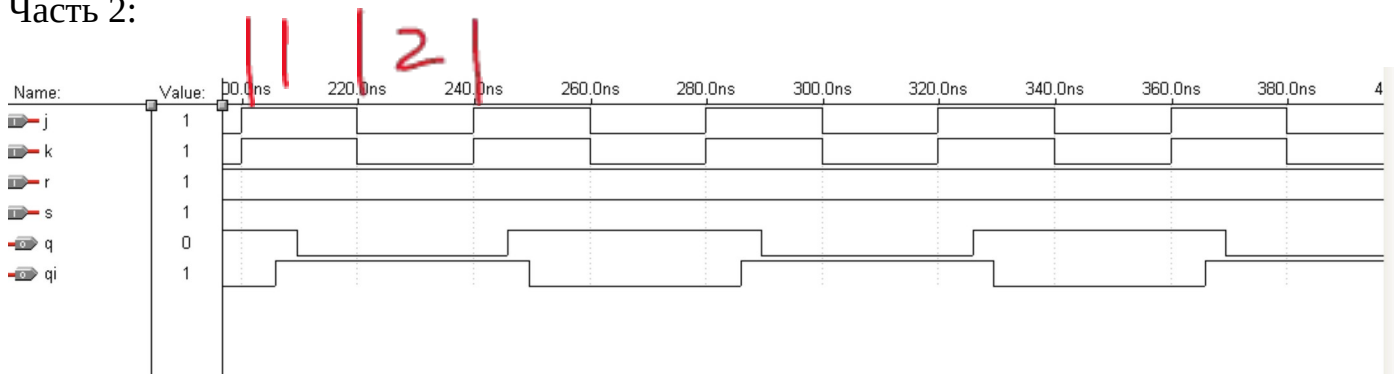 Часть 2:
1 2
Name: Value: 00.0ns 220.0ns 240.0ns 260.0ns 280.0ns 300.0ns 320.0ns 340.0ns 360.0ns 380.0ns 4
j 1
k 1
r 1
s 1
q 0
qi 1